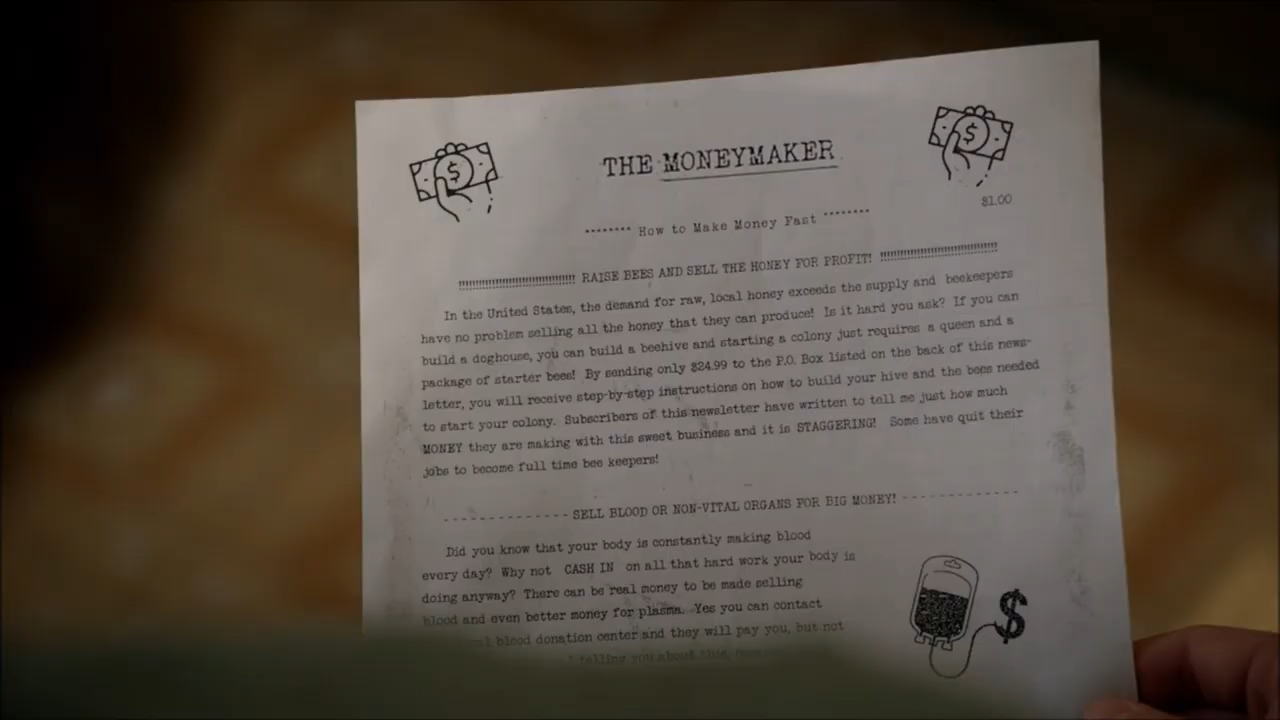 THE MONEYMAKER
******** How to Make Money Fast ********
$1.00
!!!!!!!!!!!!!!!!!!!!!!!!!!!!!!!!!!! RAISE BEES AND SELL THE HONEY FOR PROFIT! !!!!!!!!!!!!!!!!!!!!!!!!!!!!!!!!!!!
In the United States, the demand for raw, local honey exceeds the supply and beekeepers
have no problem selling all the honey that they can produce! Is it hard you ask? If you can
build a doghouse, you can build a beehive and starting a colony just requires a queen and a
package of starter bees! By sending only $24.99 to the P.O. Box listed on the back of this news-
letter, you will receive step-by-step instructions on how to build your hive and the bees needed
to start your colony. Subscribers of this newsletter have written to tell me just how much
MONEY they are making with this sweet business and it is STAGGERING! Some have quit their
jobs to become full time bee keepers!
- - - - - - - - - - - - - - SELL BLOOD OR NON-VITAL ORGANS FOR BIG MONEY! - - - - - - - - - - - - -
Did you know that your body is constantly making blood
every day? Why not CASH IN on all that hard work your body is
doing anyway? There can be real money to be made selling
blood and even better money for plasma. Yes you can contact
blood donation center and they will pay you, but not
telling you about this
$